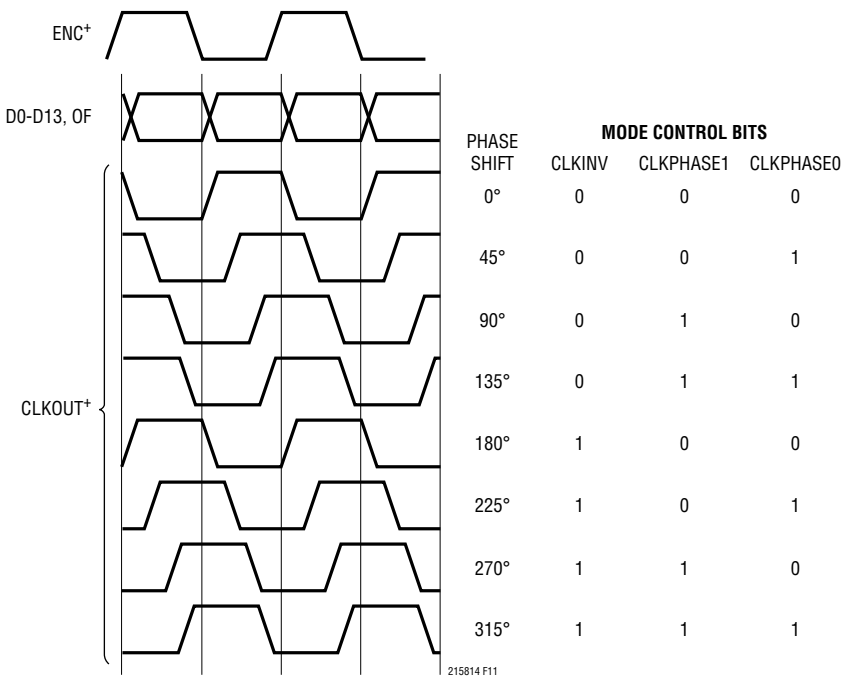 ENC+
D0-D13, OF
CLKOUT+
PHASE SHIFT
MODE CONTROL BITS
CLKINV CLKPHASE1 CLKPHASE0
0° 0 0 0
45° 0 0 1
90° 0 1 0
135° 0 1 1
180° 1 0 0
225° 1 0 1
270° 1 1 0
315° 1 1 1
215814 F11